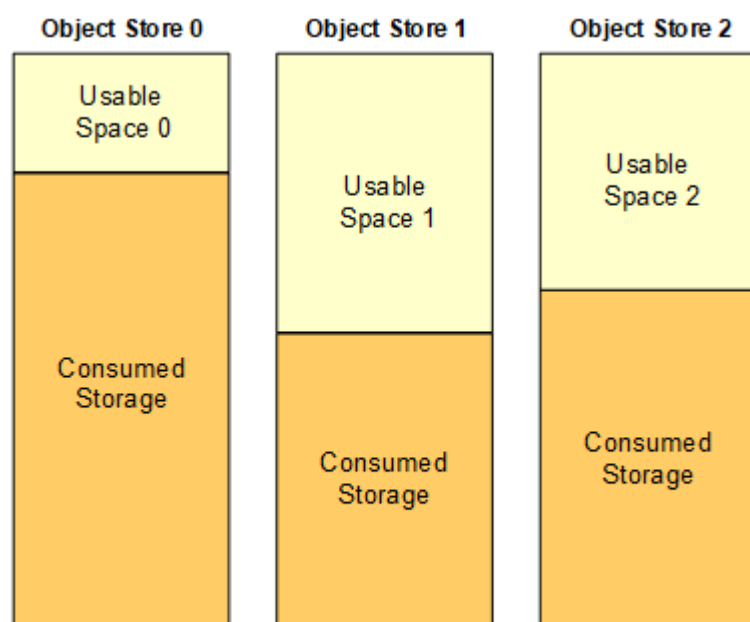 Object Store 0
Object Store 1
Object Store 2
Usable
Space 0
Usable
Space 1
Usable
Space 2
Consumed
Storage
Consumed
Storage
Consumed
Storage